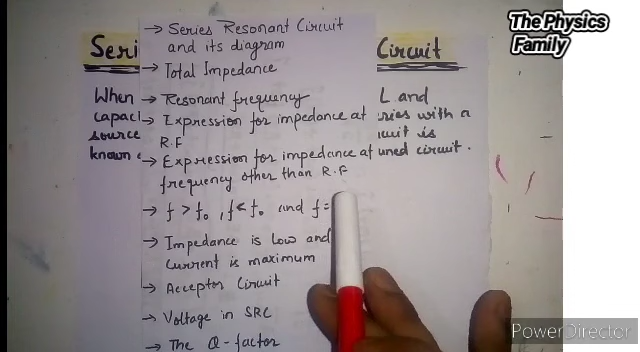 The Physics
Family
Seri
Circuit
When
capaci
source
known
L and
ries with a
cuit is
uned circuit.
→ Series Resonant Circuit
and its diagram
→ Total Impedance
→ Resonant frequency
→ Expression for impedance at
R.F
→ Expression for impedance at
frequency other than R.F
→ f > f₀, f < f₀ and f =
→ Impedance is low and
current is maximum
→ Acceptor Circuit
→ Voltage in SRC
→ The Q-factor
PowerDirector